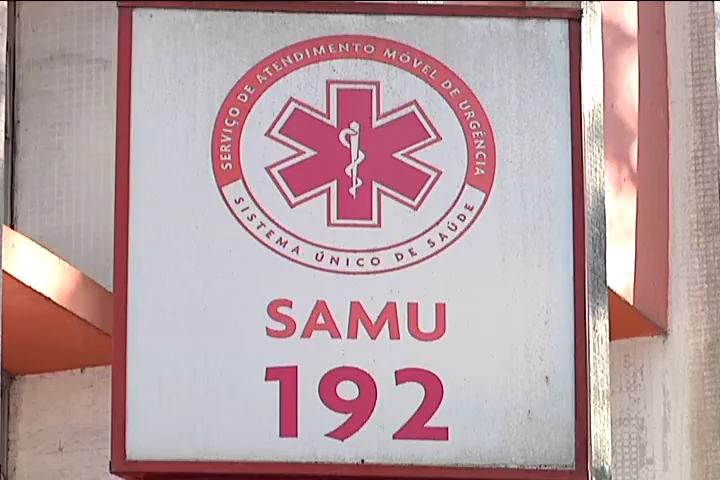 SERVIÇO DE ATENDIMENTO MÓVEL DE URGÊNCIA
SISTEMA ÚNICO DE SAÚDE
SAMU
192